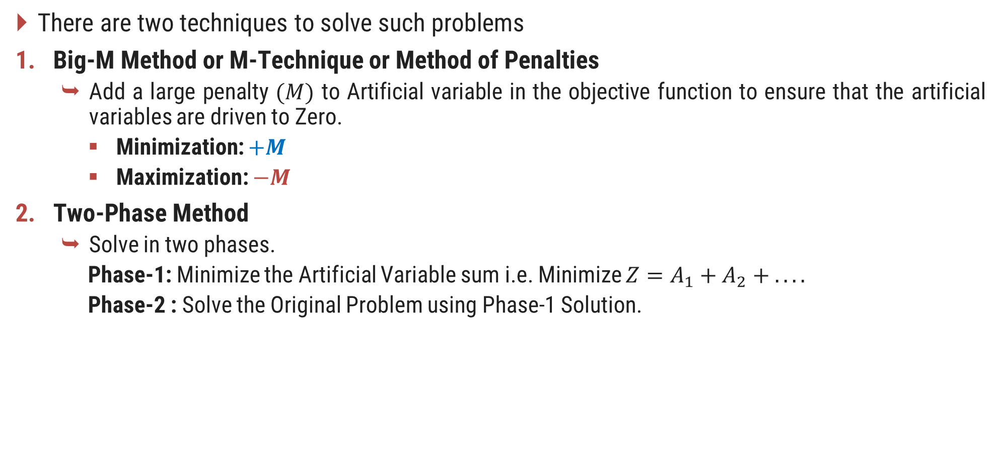 There are two techniques to solve such problems
1. Big-M Method or M-Technique or Method of Penalties
Add a large penalty (M) to Artificial variable in the objective function to ensure that the artificial
variables are driven to Zero.
Minimization: +M
Maximization: −M
2. Two-Phase Method
Solve in two phases.
Phase-1: Minimize the Artificial Variable sum i.e. Minimize Z = A₁ + A₂ + ....
Phase-2 : Solve the Original Problem using Phase-1 Solution.